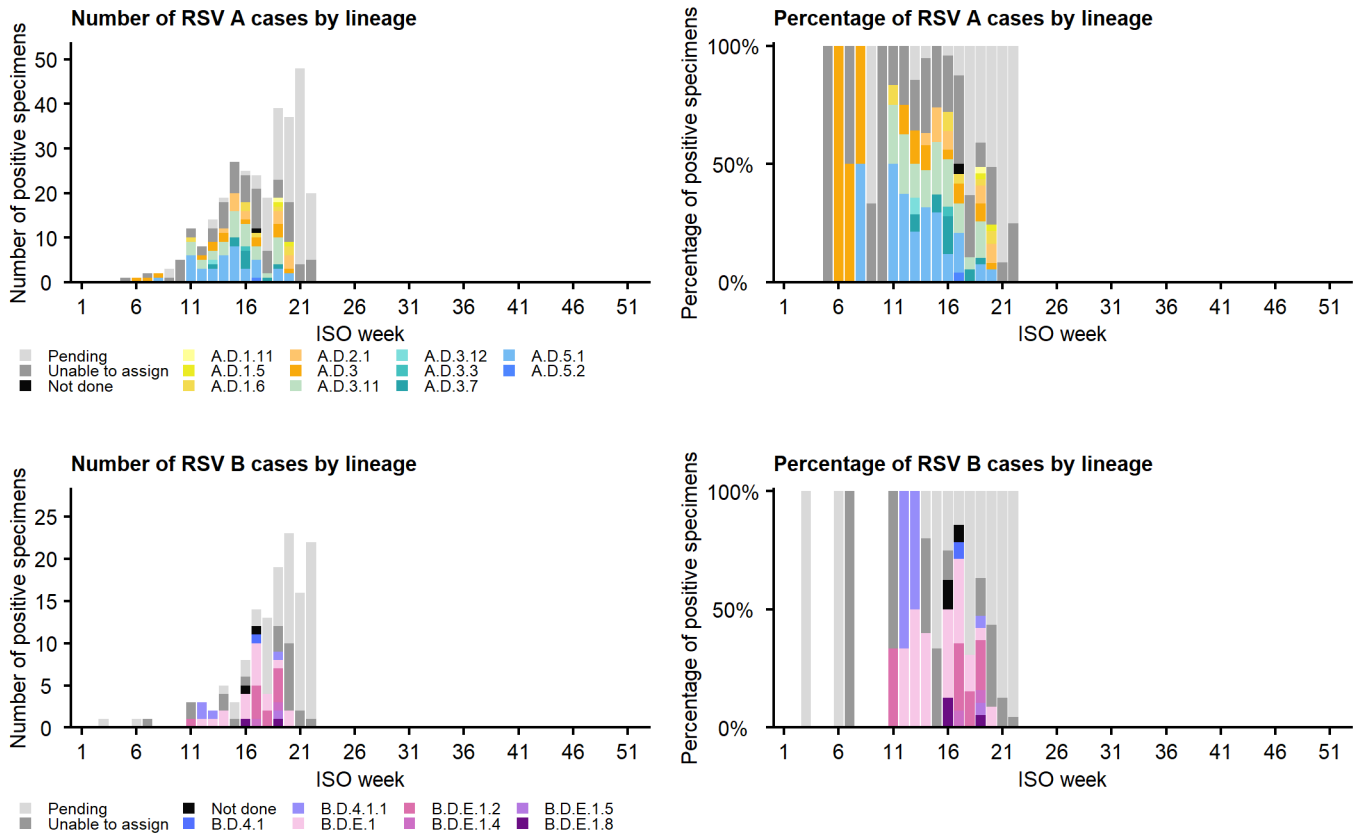 Number of RSV A cases by lineage
Number of positive specimens
50
40
30
20
10
0
1 6 11 16 21 26 31 36 41 46 51
ISO week
Pending A.D.1.11 A.D.2.1 A.D.3.12 A.D.5.1
Unable to assign A.D.1.5 A.D.3 A.D.3.3 A.D.5.2
Not done A.D.1.6 A.D.3.11 A.D.3.7
Percentage of RSV A cases by lineage
Percentage of positive specimens
100%
50%
0%
1 6 11 16 21 26 31 36 41 46 51
ISO week
Number of RSV B cases by lineage
Number of positive specimens
25
20
15
10
5
0
1 6 11 16 21 26 31 36 41 46 51
ISO week
Pending Not done B.D.4.1.1 B.D.E.1.2 B.D.E.1.5
Unable to assign B.D.4.1 B.D.E.1 B.D.E.1.4 B.D.E.1.8
Percentage of RSV B cases by lineage
Percentage of positive specimens
100%
50%
0%
1 6 11 16 21 26 31 36 41 46 51
ISO week